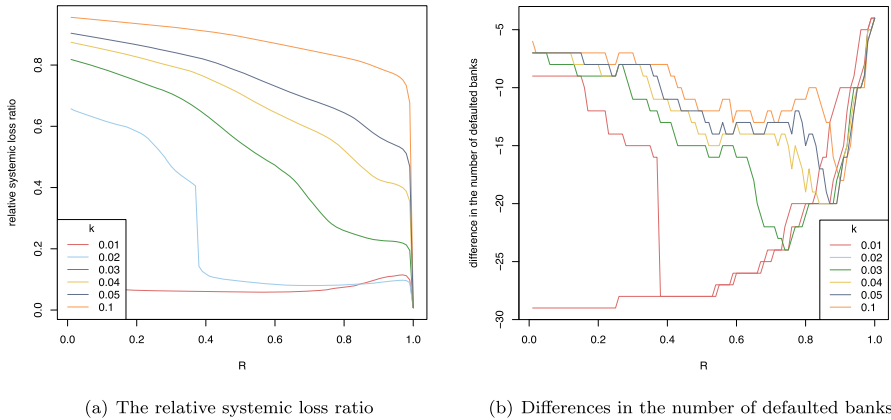 relative systemic loss ratio
0.0
0.2
0.4
0.6
0.8
k
0.01
0.02
0.03
0.04
0.05
0.1
0.0 0.2 0.4 0.6 0.8 1.0
R
(a) The relative systemic loss ratio
difference in the number of defaulted banks
−5
−10
−15
−20
−25
−30
k
0.01
0.02
0.03
0.04
0.05
0.1
0.0 0.2 0.4 0.6 0.8 1.0
R
(b) Differences in the number of defaulted banks